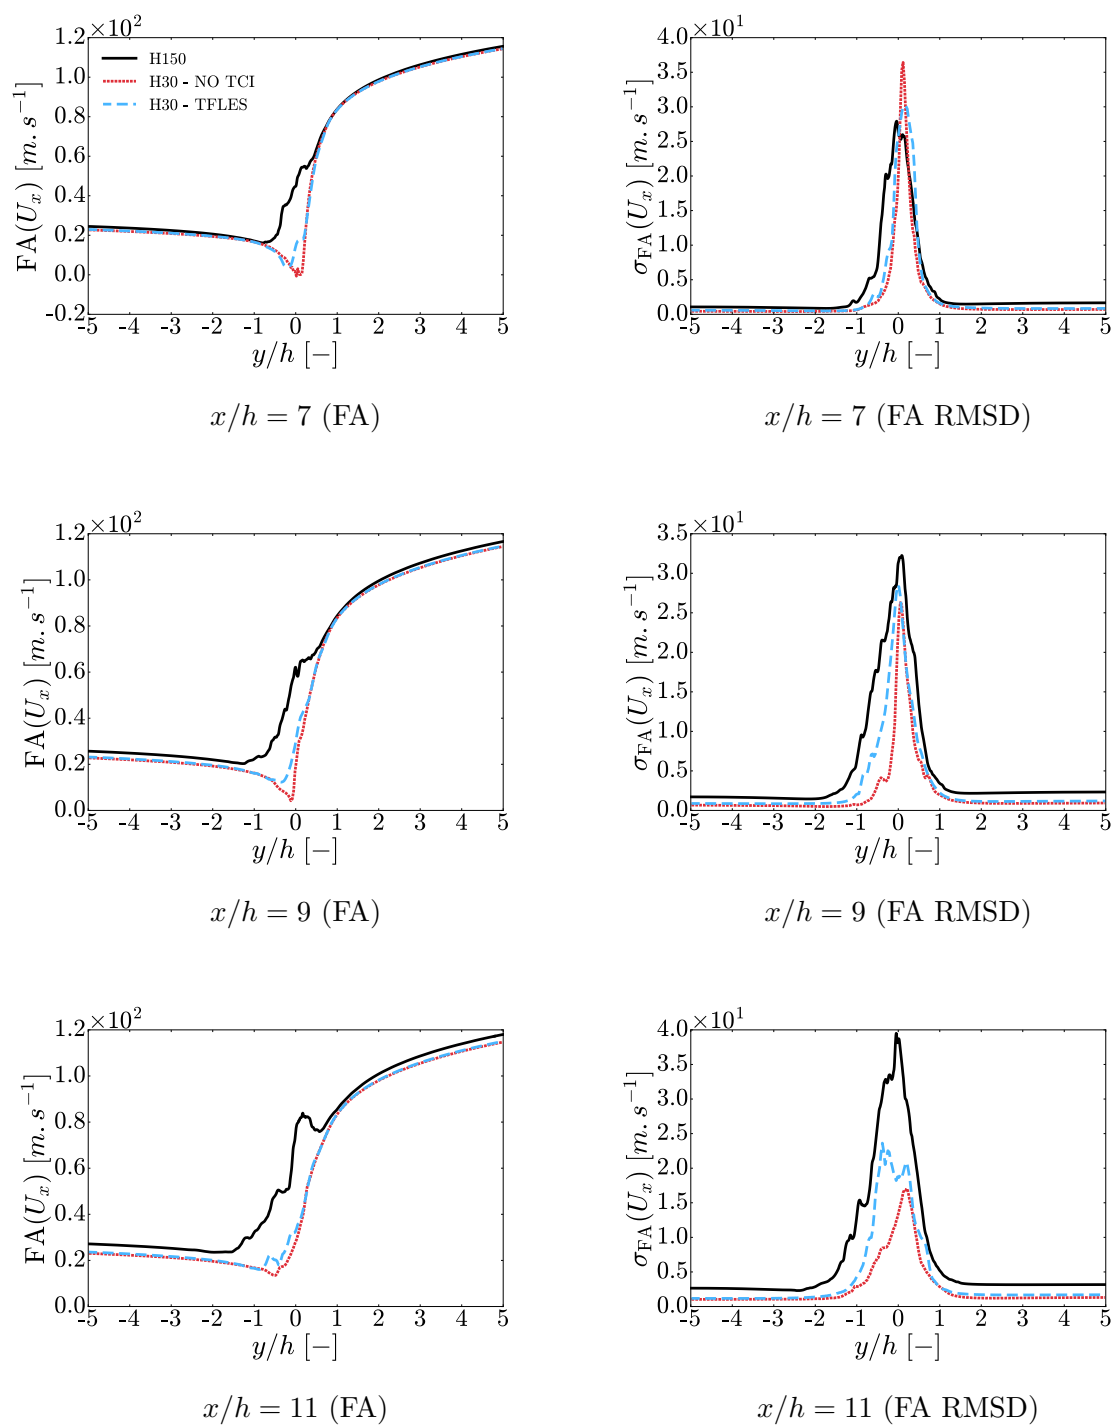 1.2×10² 1.0 0.8 0.6 0.4 0.2 0.0 -0.2
FA(Uₓ) [m.s⁻¹]
H150
H30 - NO TCI
H30 - TFLES
-5 -4 -3 -2 -1 0 1 2 3 4 5
y/h [−]
x/h = 7 (FA)
4.0×10¹ 3.5 3.0 2.5 2.0 1.5 1.0 0.5 0.0
σFA(Uₓ) [m.s⁻¹]
-5 -4 -3 -2 -1 0 1 2 3 4 5
y/h [−]
x/h = 7 (FA RMSD)
1.2×10² 1.0 0.8 0.6 0.4 0.2 0.0
FA(Uₓ) [m.s⁻¹]
-5 -4 -3 -2 -1 0 1 2 3 4 5
y/h [−]
x/h = 9 (FA)
3.5×10¹ 3.0 2.5 2.0 1.5 1.0 0.5 0.0
σFA(Uₓ) [m.s⁻¹]
-5 -4 -3 -2 -1 0 1 2 3 4 5
y/h [−]
x/h = 9 (FA RMSD)
1.2×10² 1.0 0.8 0.6 0.4 0.2 0.0
FA(Uₓ) [m.s⁻¹]
-5 -4 -3 -2 -1 0 1 2 3 4 5
y/h [−]
x/h = 11 (FA)
4.0×10¹ 3.5 3.0 2.5 2.0 1.5 1.0 0.5 0.0
σFA(Uₓ) [m.s⁻¹]
-5 -4 -3 -2 -1 0 1 2 3 4 5
y/h [−]
x/h = 11 (FA RMSD)